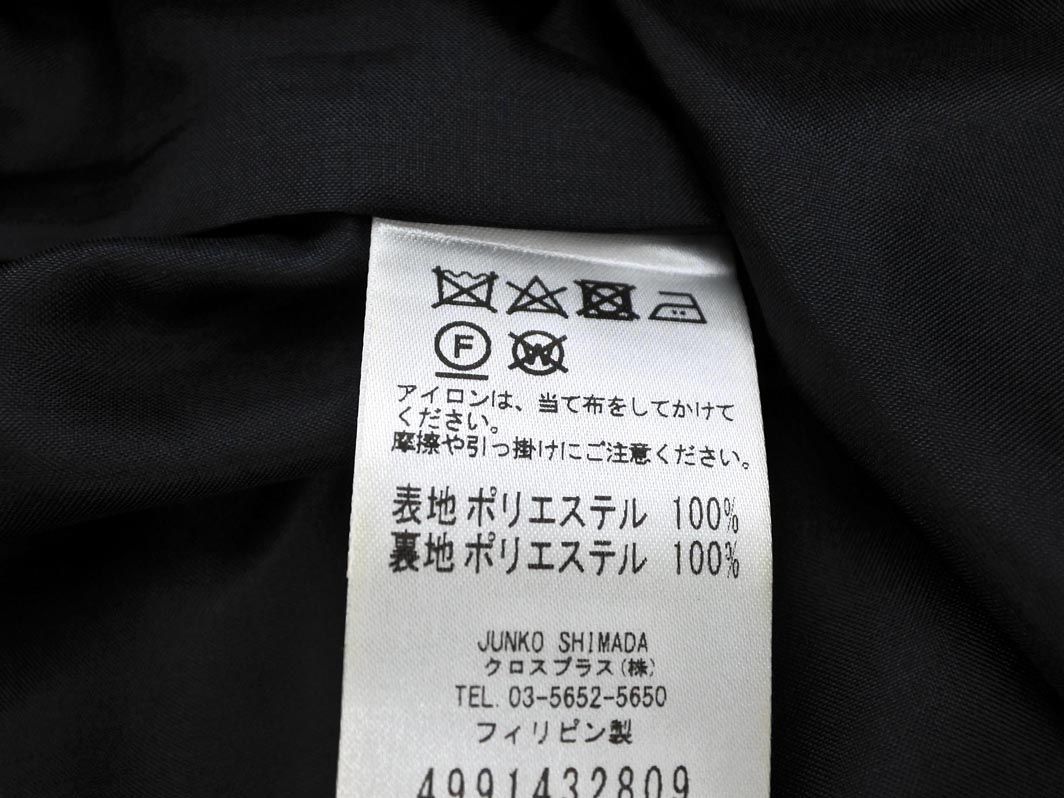 F W
アイロンは、当て布をしてかけて
ください。
摩擦や引っ掛けにご注意ください。
表地 ポリエステル 100%
裏地 ポリエステル 100%
JUNKO SHIMADA
クロスプラス(株)
TEL. 03-5652-5650
フィリピン製
4991432809